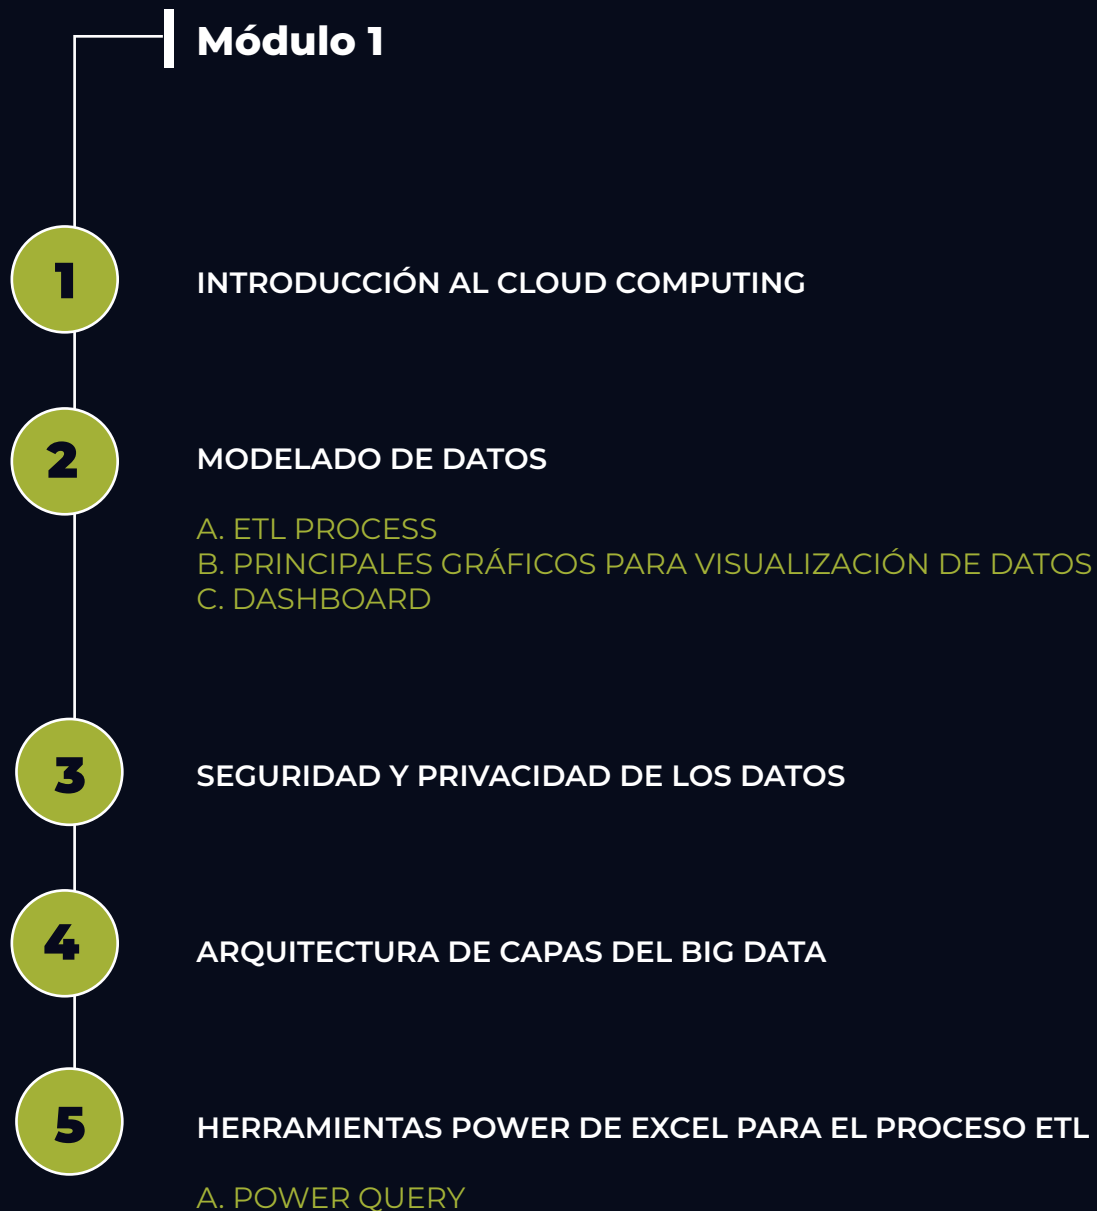 Módulo 1
1
INTRODUCCIÓN AL CLOUD COMPUTING
2
MODELADO DE DATOS
A. ETL PROCESS
B. PRINCIPALES GRÁFICOS PARA VISUALIZACIÓN DE DATOS
C. DASHBOARD
3
SEGURIDAD Y PRIVACIDAD DE LOS DATOS
4
ARQUITECTURA DE CAPAS DEL BIG DATA
5
HERRAMIENTAS POWER DE EXCEL PARA EL PROCESO ETL
A. POWER QUERY